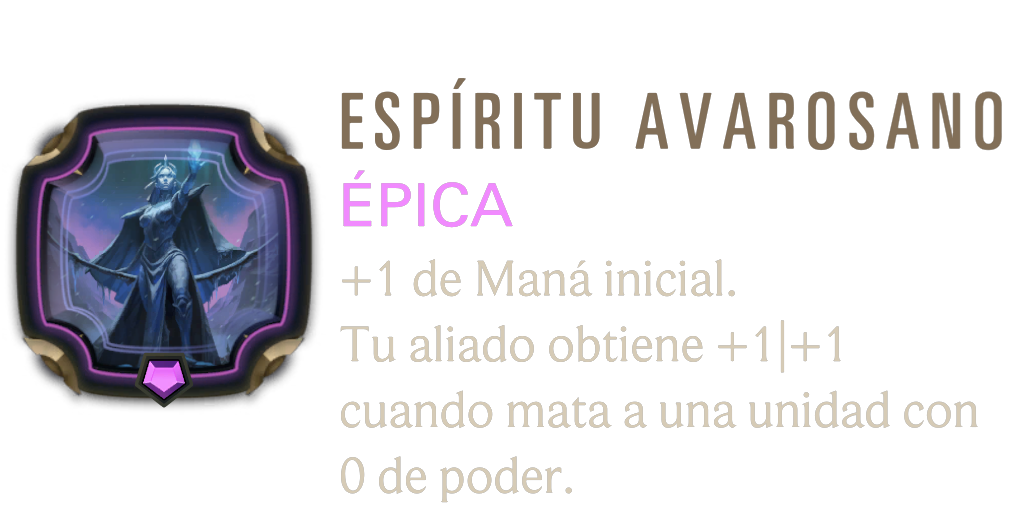 ESPÍRITU AVAROSANO
ÉPICA
+1 de Maná inicial.
Tu aliado obtiene +1|+1
cuando mata a una unidad con
0 de poder.